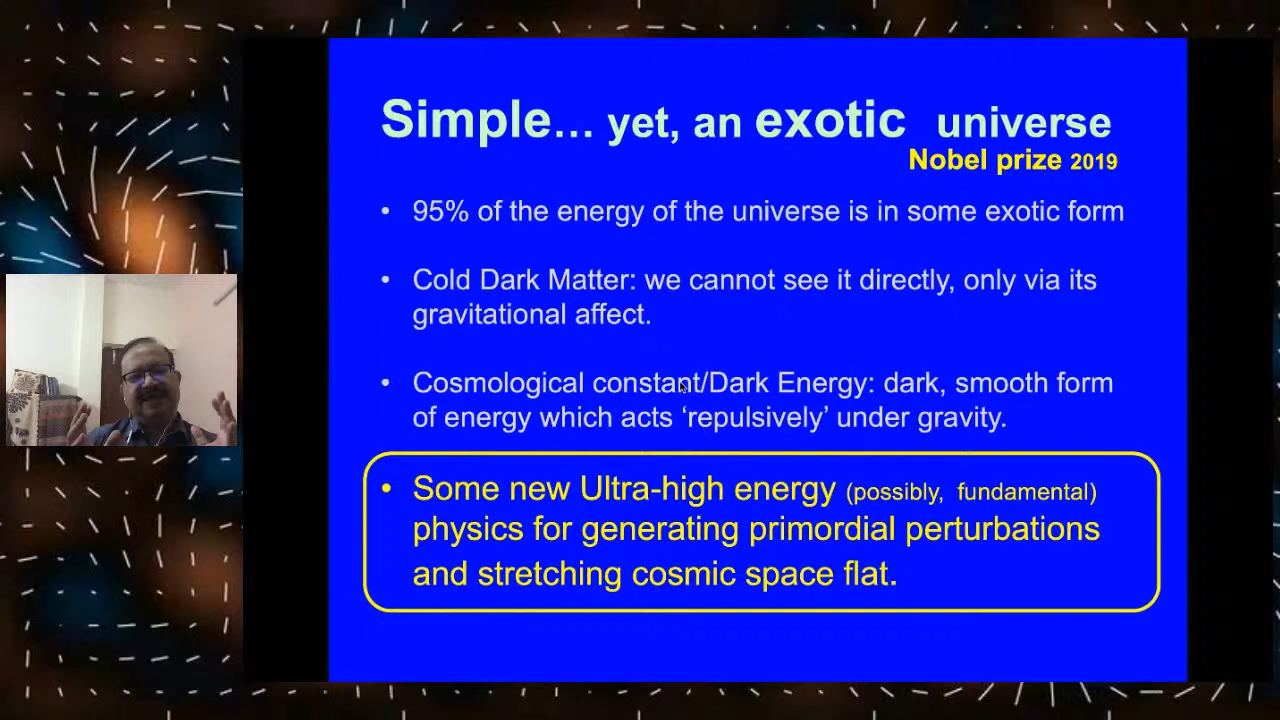 Simple... yet, an exotic universe
Nobel prize 2019
• 95% of the energy of the universe is in some exotic form
• Cold Dark Matter: we cannot see it directly, only via its
gravitational affect.
• Cosmological constant/Dark Energy: dark, smooth form
of energy which acts ‘repulsively’ under gravity.
• Some new Ultra-high energy (possibly, fundamental)
physics for generating primordial perturbations
and stretching cosmic space flat.